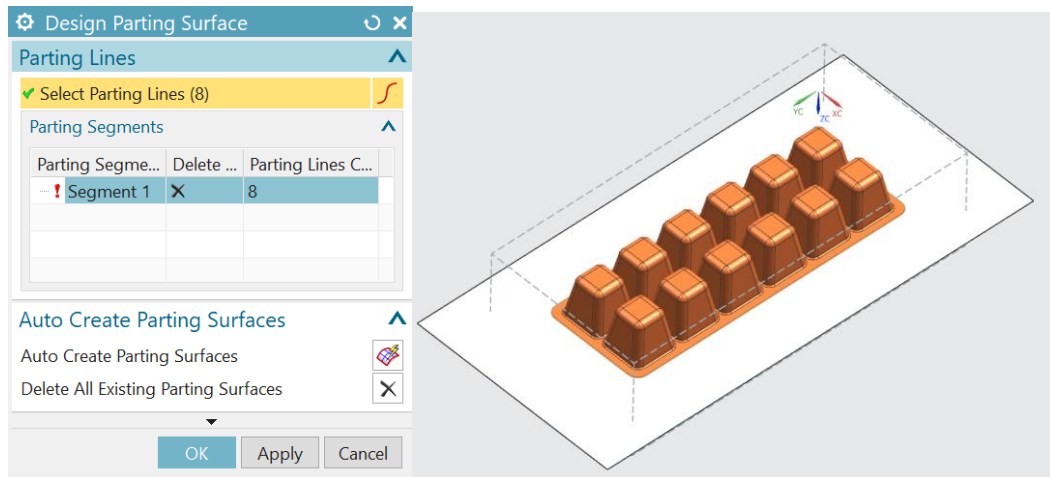 Design Parting Surface
Parting Lines
Select Parting Lines (8)
Parting Segments
Parting Segme... Delete ... Parting Lines C...
Segment 1 8
Auto Create Parting Surfaces
Auto Create Parting Surfaces
Delete All Existing Parting Surfaces
OK Apply Cancel
YC ZC XC